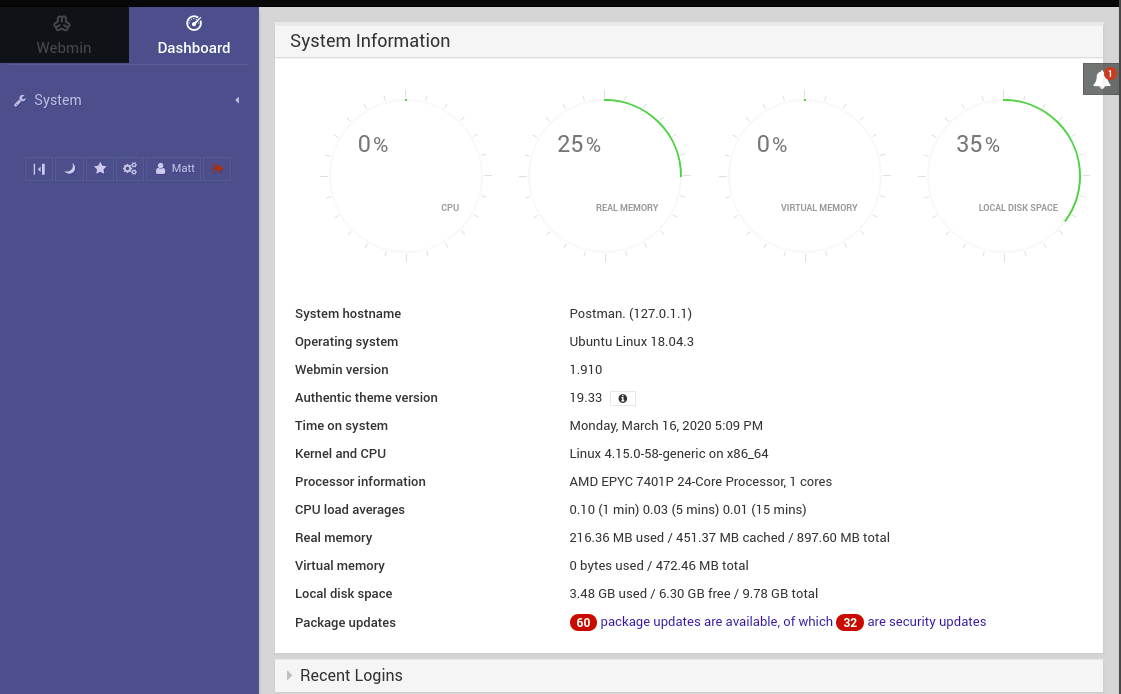 Webmin
Dashboard
System
Matt
System Information
1
0%
CPU
25%
REAL MEMORY
0%
VIRTUAL MEMORY
35%
LOCAL DISK SPACE
System hostname Postman. (127.0.1.1)
Operating system Ubuntu Linux 18.04.3
Webmin version 1.910
Authentic theme version 19.33
Time on system Monday, March 16, 2020 5:09 PM
Kernel and CPU Linux 4.15.0-58-generic on x86_64
Processor information AMD EPYC 7401P 24-Core Processor, 1 cores
CPU load averages 0.10 (1 min) 0.03 (5 mins) 0.01 (15 mins)
Real memory 216.36 MB used / 451.37 MB cached / 897.60 MB total
Virtual memory 0 bytes used / 472.46 MB total
Local disk space 3.48 GB used / 6.30 GB free / 9.78 GB total
Package updates 60 package updates are available, of which 32 are security updates
Recent Logins